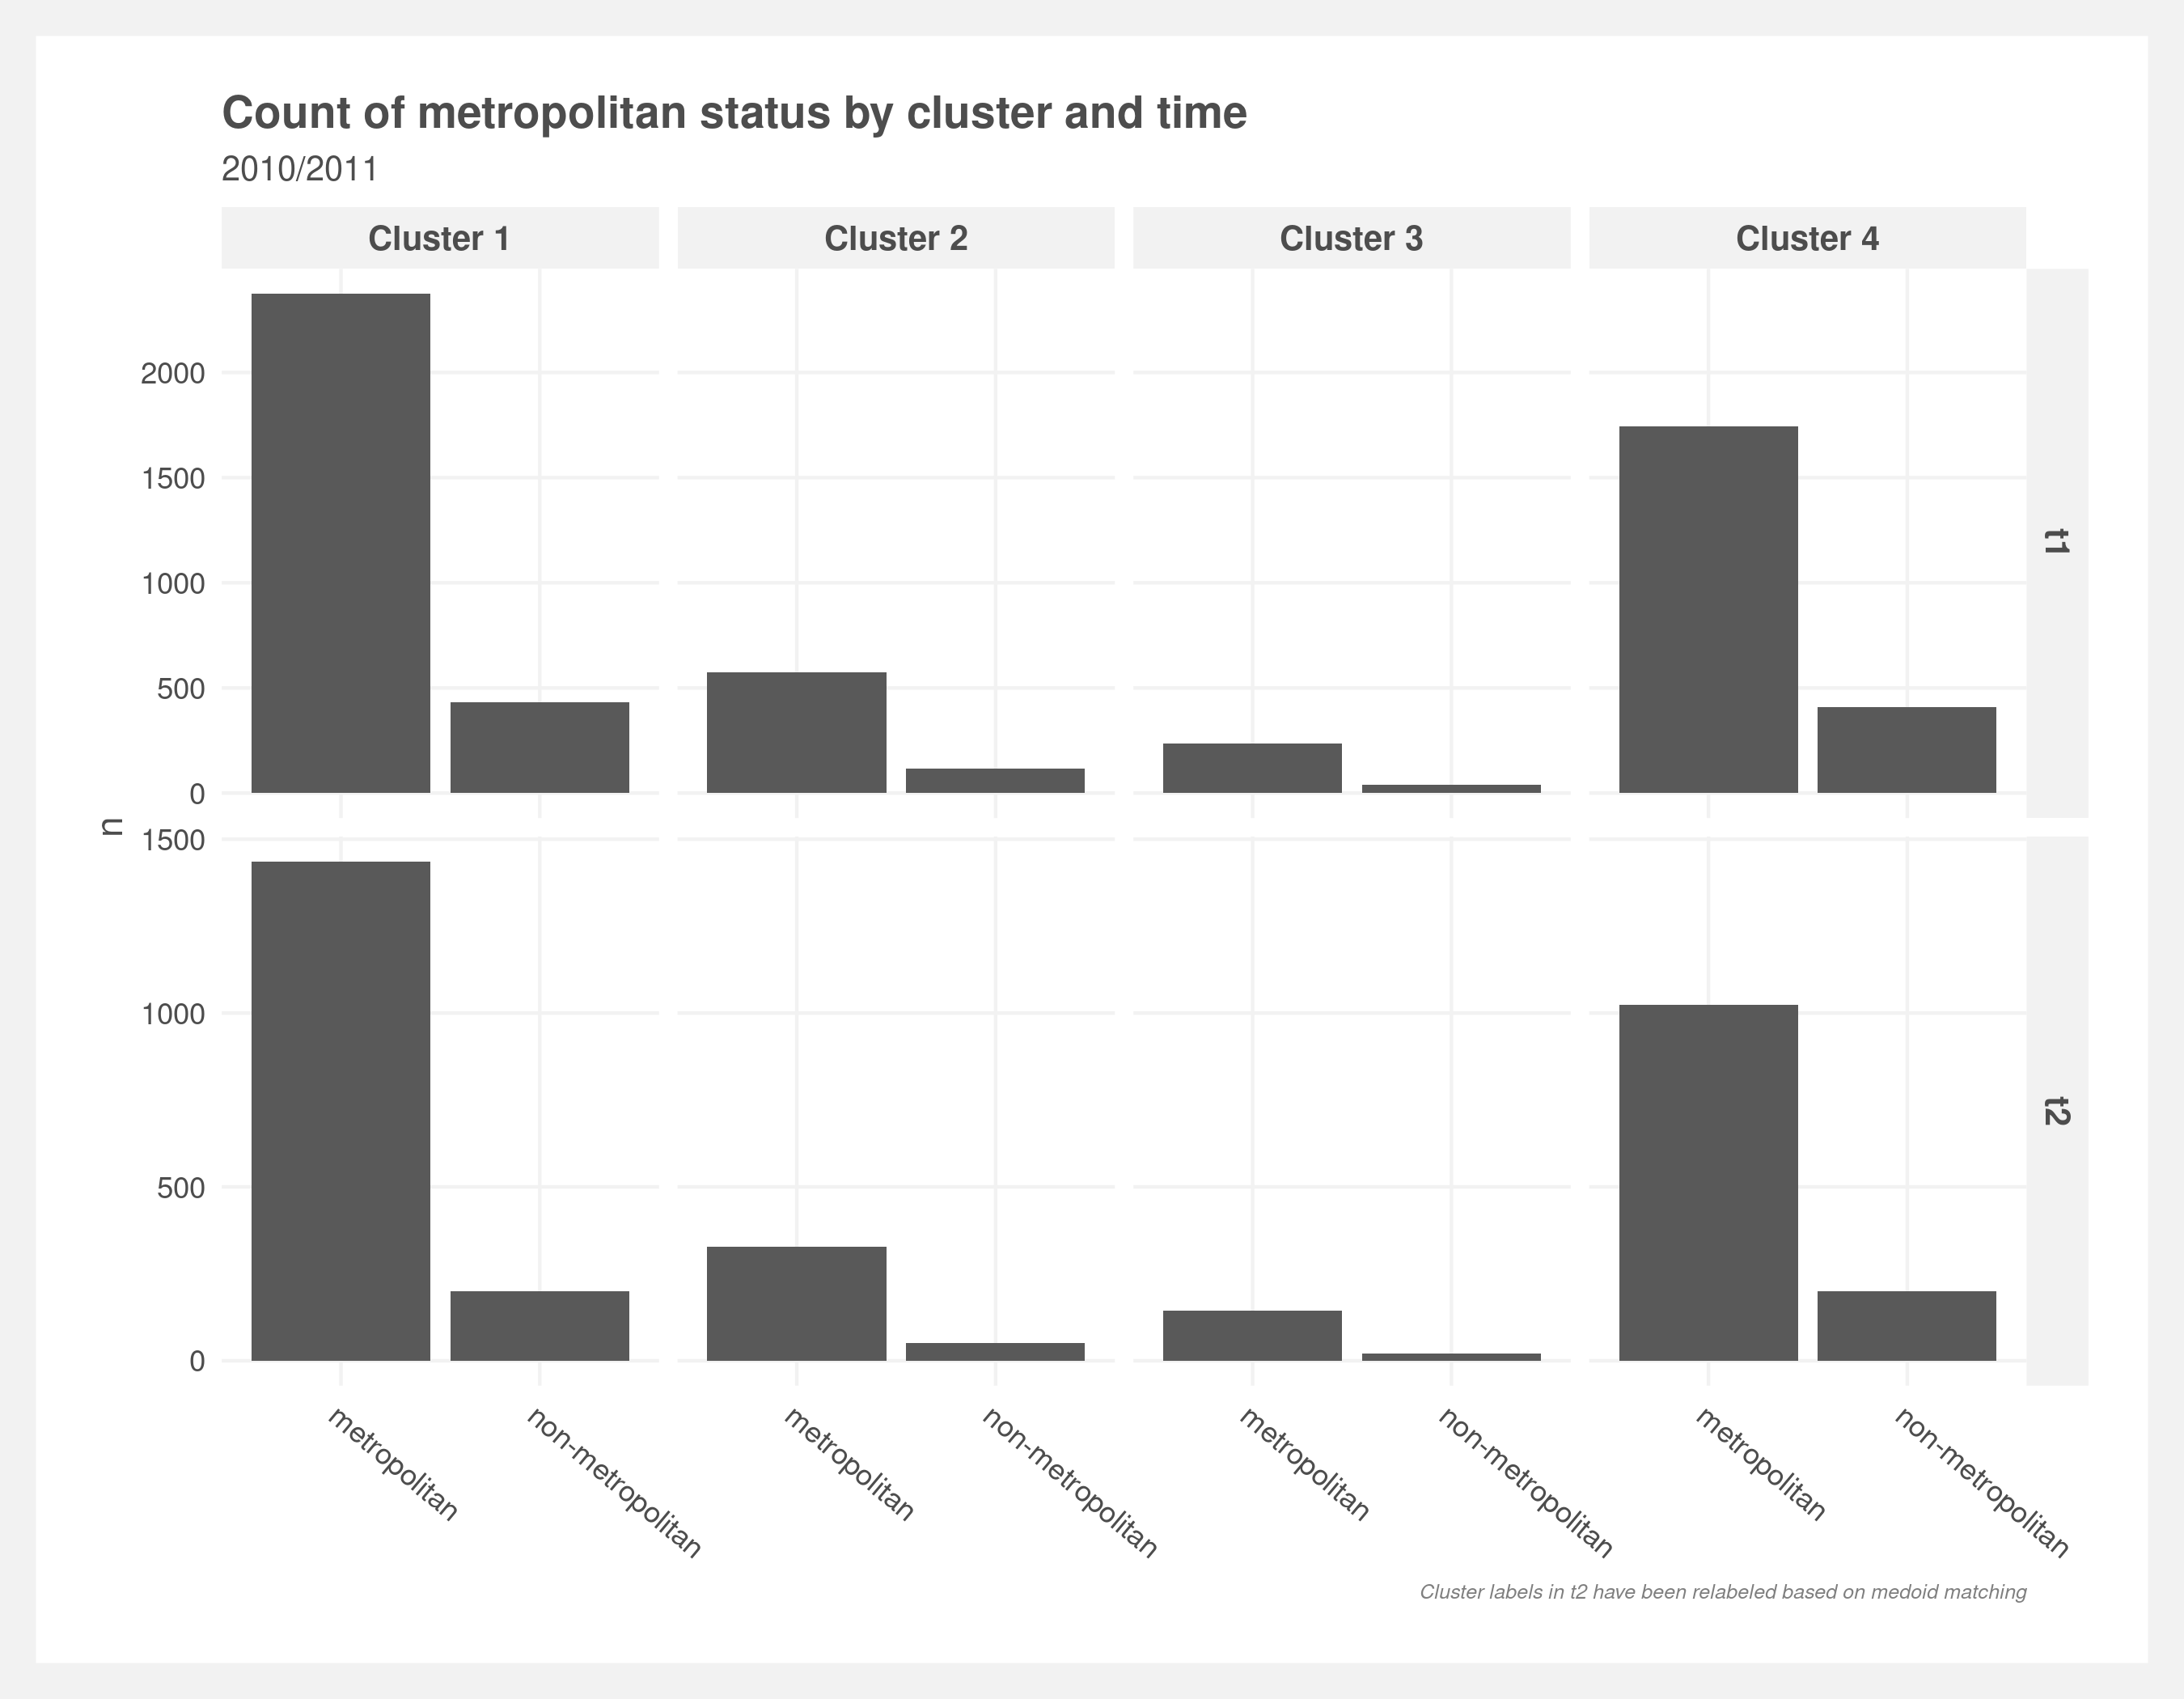 Count of metropolitan status by cluster and time
2010/2011
Cluster 1
Cluster 2
Cluster 3
Cluster 4
2000
1500
1000
500
0
t1
n
1500
1000
500
0
t2
metropolitan
non-metropolitan
metropolitan
non-metropolitan
metropolitan
non-metropolitan
metropolitan
non-metropolitan
Cluster labels in t2 have been relabeled based on medoid matching